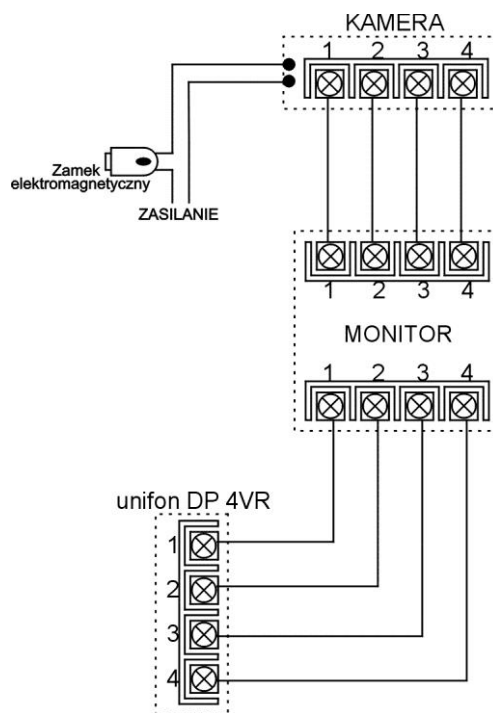 KAMERA
1 2 3 4
Zamek
elektromagnetyczny
ZASILANIE
1 2 3 4
MONITOR
1 2 3 4
unifon DP 4VR
1
2
3
4